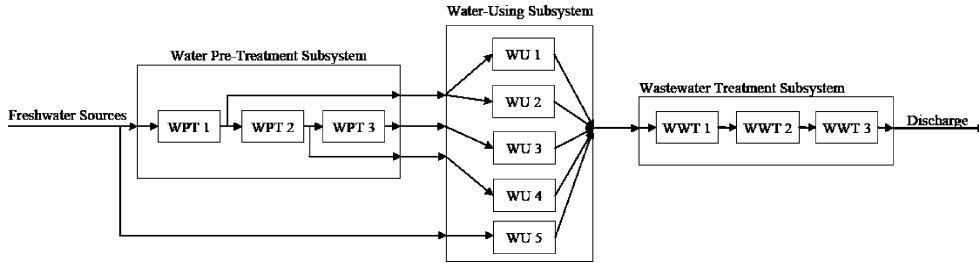 Water-Using Subsystem
Water Pre-Treatment Subsystem
WU 1
Wastewater Treatment Subsystem
WU 2
Freshwater Sources
WPT 1
WPT 2
WPT 3
WU 3
WWT 1
WWT 2
WWT 3
Discharge
WU 4
WU 5